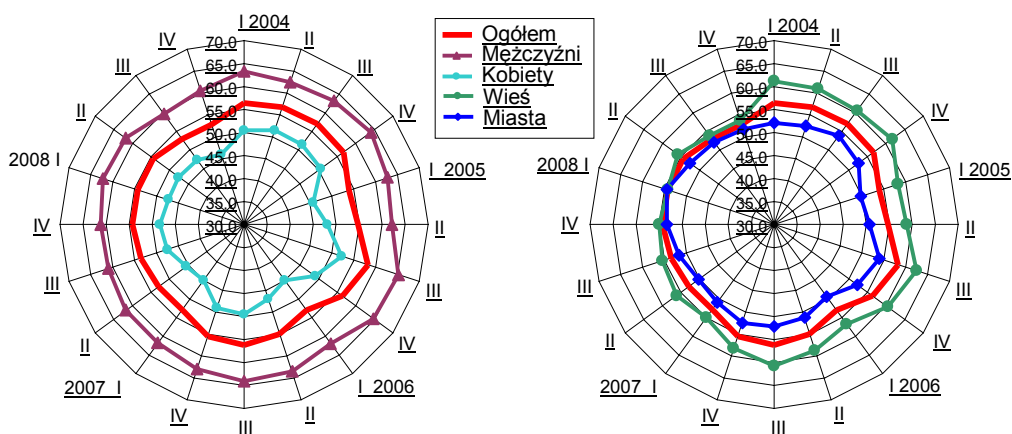 I 2004
II
III
IV
I 2005
II
III
IV
I 2006
II
III
IV
2007 I
II
III
IV
2008 I
II
III
IV
70,0
65,0
60,0
55,0
50,0
45,0
40,0
35,0
30,0
Ogółem
Mężczyźni
Kobiety
Wieś
Miasta
I 2004
II
III
IV
I 2005
II
III
IV
I 2006
II
III
IV
2007 I
II
III
IV
2008 I
II
III
IV
70,0
65,0
60,0
55,0
50,0
45,0
40,0
35,0
30,0